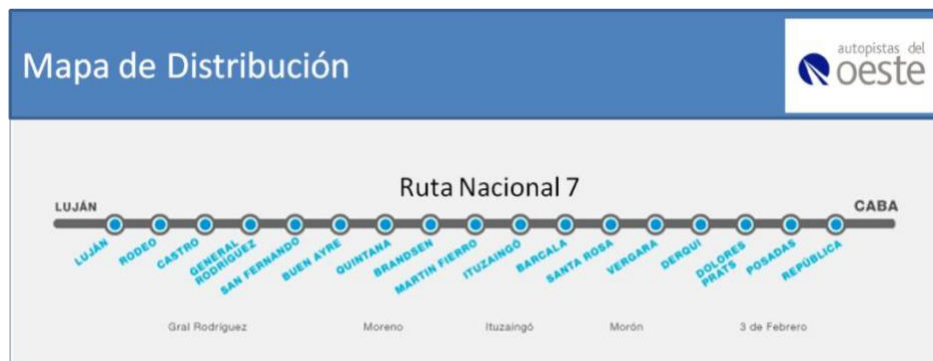 Mapa de Distribución
autopistas del
oeste
Ruta Nacional 7
LUJÁN
CABA
LUJÁN
RODEO
CASTRO
GENERAL
RODRÍGUEZ
SAN FERNANDO
BUEN AYRE
QUINTANA
BRANDSEN
MARTIN FIERRO
ITUZAINGÓ
BARCALA
SANTA ROSA
VERGARA
DERQUI
DOLORES
PRATS
POSADAS
REPÚBLICA
Gral Rodríguez
Moreno
Ituzaingó
Morón
3 de Febrero